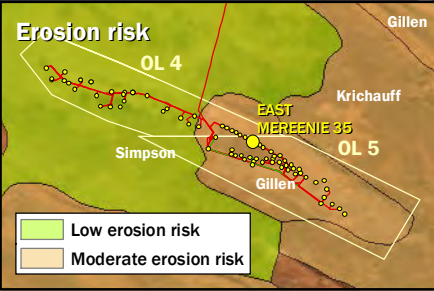 Gillen
Erosion risk
OL 4
Krichauff
EAST
MEREENIE 35
OL 5
Simpson
Gillen
Low erosion risk
Moderate erosion risk